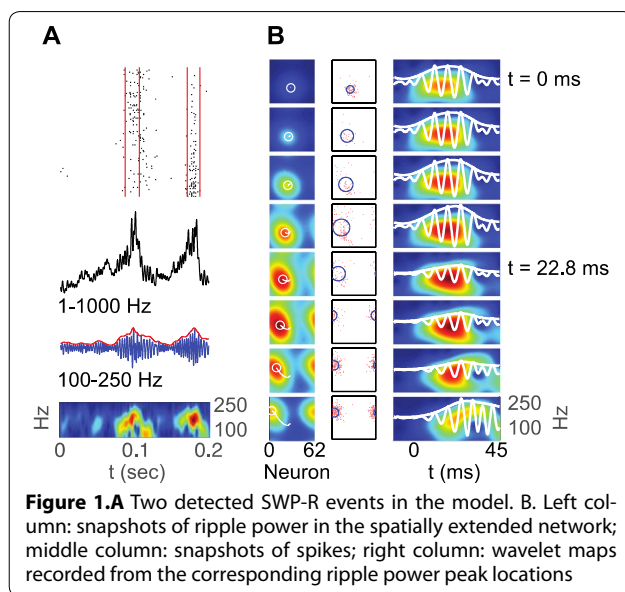 A
B
t = 0 ms
t = 22.8 ms
1-1000 Hz
100-250 Hz
Hz
250
100
0 0.1 0.2
t (sec)
0 62
Neuron
0 45
t (ms)
250
100
Hz
Figure 1.A Two detected SWP-R events in the model. B. Left col-
umn: snapshots of ripple power in the spatially extended network;
middle column: snapshots of spikes; right column: wavelet maps
recorded from the corresponding ripple power peak locations